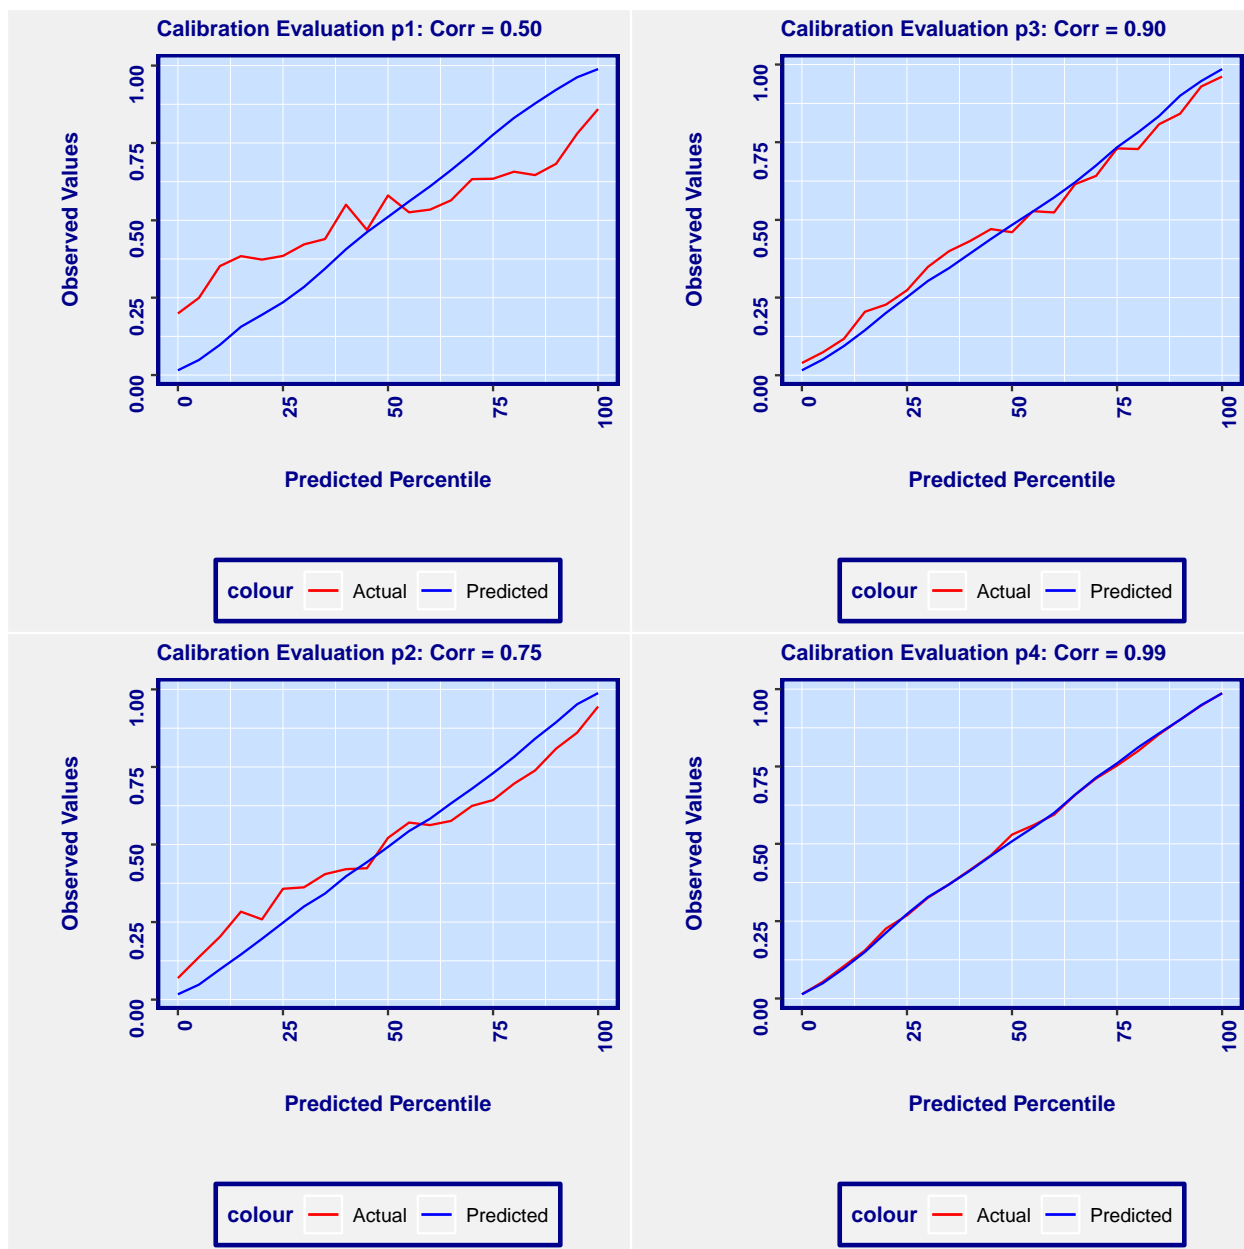 Calibration Evaluation p1: Corr = 0.50
Observed Values
1.00
0.75
0.50
0.25
0.00
0
25
50
75
100
Predicted Percentile
colour Actual Predicted
Calibration Evaluation p3: Corr = 0.90
Observed Values
1.00
0.75
0.50
0.25
0.00
0
25
50
75
100
Predicted Percentile
colour Actual Predicted
Calibration Evaluation p2: Corr = 0.75
Observed Values
1.00
0.75
0.50
0.25
0.00
0
25
50
75
100
Predicted Percentile
colour Actual Predicted
Calibration Evaluation p4: Corr = 0.99
Observed Values
1.00
0.75
0.50
0.25
0.00
0
25
50
75
100
Predicted Percentile
colour Actual Predicted